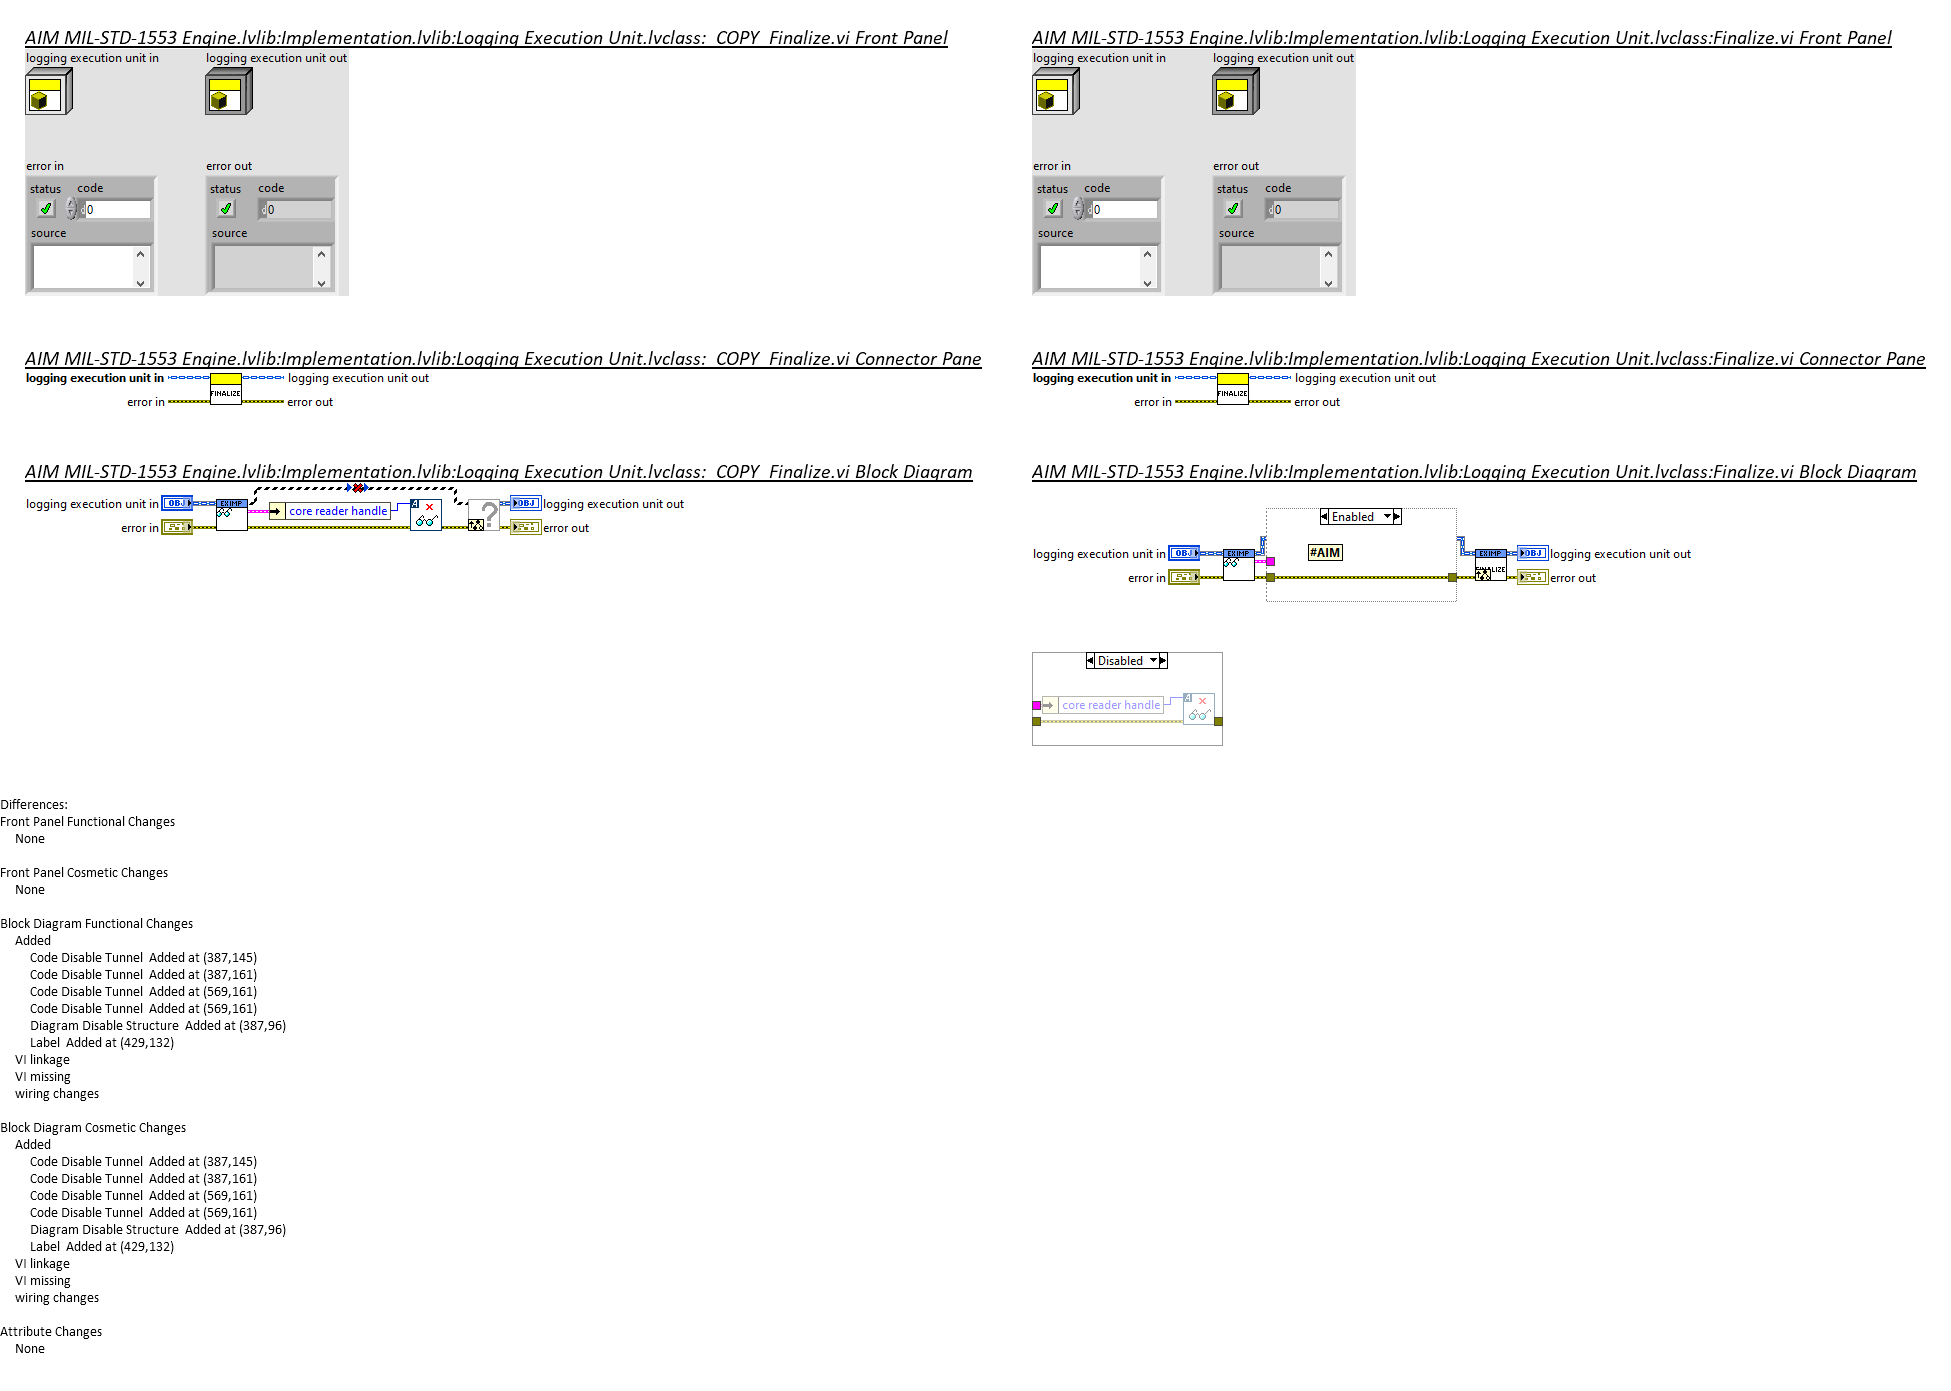 AIM MIL-STD-1553 Engine.lvlib:Implementation.lvlib:Logging Execution Unit.lvclass:_COPY_Finalize.vi Front Panel
logging execution unit in
logging execution unit out
error in
error out
status code
0
source
status code
0
source
AIM MIL-STD-1553 Engine.lvlib:Implementation.lvlib:Logging Execution Unit.lvclass:Finalize.vi Front Panel
logging execution unit in
logging execution unit out
error in
error out
status code
d0
source
status code
d0
source
AIM MIL-STD-1553 Engine.lvlib:Implementation.lvlib:Logging Execution Unit.lvclass:_COPY_Finalize.vi Connector Pane
logging execution unit in
logging execution unit out
FINALIZE
error in
error out
AIM MIL-STD-1553 Engine.lvlib:Implementation.lvlib:Logging Execution Unit.lvclass:Finalize.vi Connector Pane
logging execution unit in
logging execution unit out
FINALIZE
error in
error out
AIM MIL-STD-1553 Engine.lvlib:Implementation.lvlib:Logging Execution Unit.lvclass:_COPY_Finalize.vi Block Diagram
logging execution unit in
OBJ
EXIMP
core reader handle
?
OBJ
logging execution unit out
error in
error out
AIM MIL-STD-1553 Engine.lvlib:Implementation.lvlib:Logging Execution Unit.lvclass:Finalize.vi Block Diagram
Enabled
logging execution unit in
OBJ
EXIMP
#AIM
EXIMP
OBJ
logging execution unit out
error in
error out
Disabled
core reader handle
Differences:
Front Panel Functional Changes
None
Front Panel Cosmetic Changes
None
Block Diagram Functional Changes
Added
Code Disable Tunnel  Added at (387,145)
Code Disable Tunnel  Added at (387,161)
Code Disable Tunnel  Added at (569,161)
Code Disable Tunnel  Added at (569,161)
Diagram Disable Structure  Added at (387,96)
Label  Added at (429,132)
VI linkage
VI missing
wiring changes
Block Diagram Cosmetic Changes
Added
Code Disable Tunnel  Added at (387,145)
Code Disable Tunnel  Added at (387,161)
Code Disable Tunnel  Added at (569,161)
Code Disable Tunnel  Added at (569,161)
Diagram Disable Structure  Added at (387,96)
Label  Added at (429,132)
VI linkage
VI missing
wiring changes
Attribute Changes
None